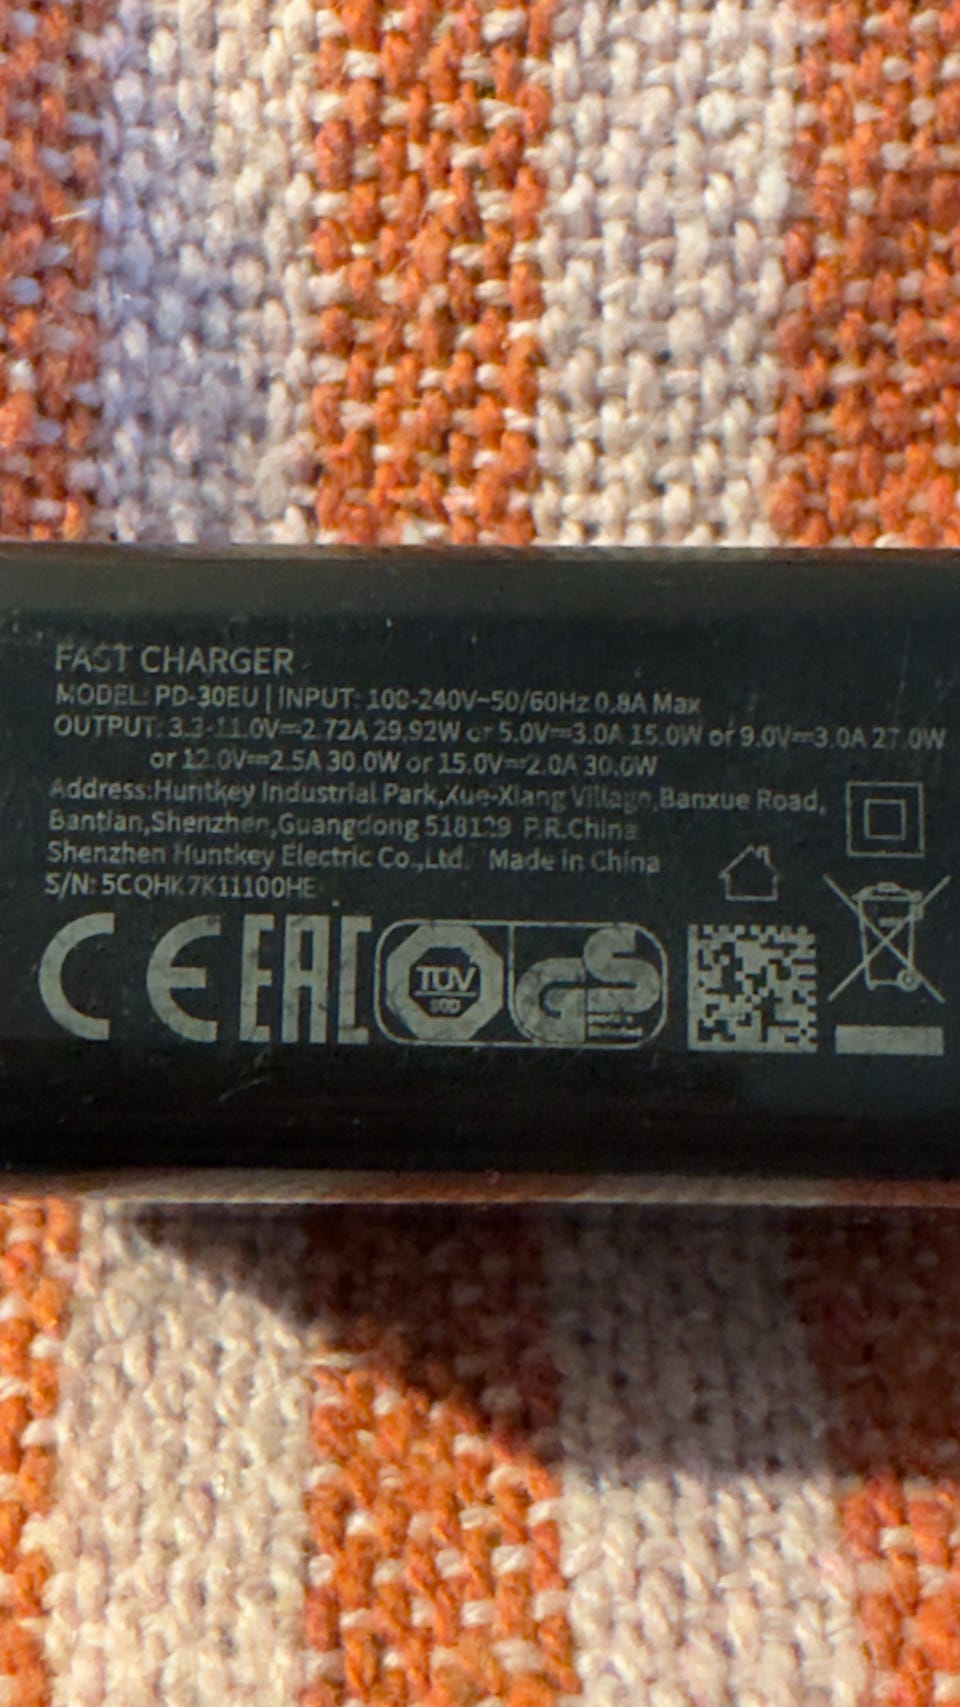 FAST CHARGER
MODEL: PD-30EU | INPUT: 100-240V~50/60Hz 0.8A Max
OUTPUT: 3.3-11.0V⎓2.72A 29.92W or 5.0V⎓3.0A 15.0W or 9.0V⎓3.0A 27.0W
or 12.0V⎓2.5A 30.0W or 15.0V⎓2.0A 30.0W
Address:Huntkey Industrial Park,Xue-Xiang Village,Banxue Road,
Bantian,Shenzhen,Guangdong 518129 P.R.China
Shenzhen Huntkey Electric Co.,Ltd. Made in China
S/N: 5CQHK7K11100HE
CE EAC TÜV SÜD GS